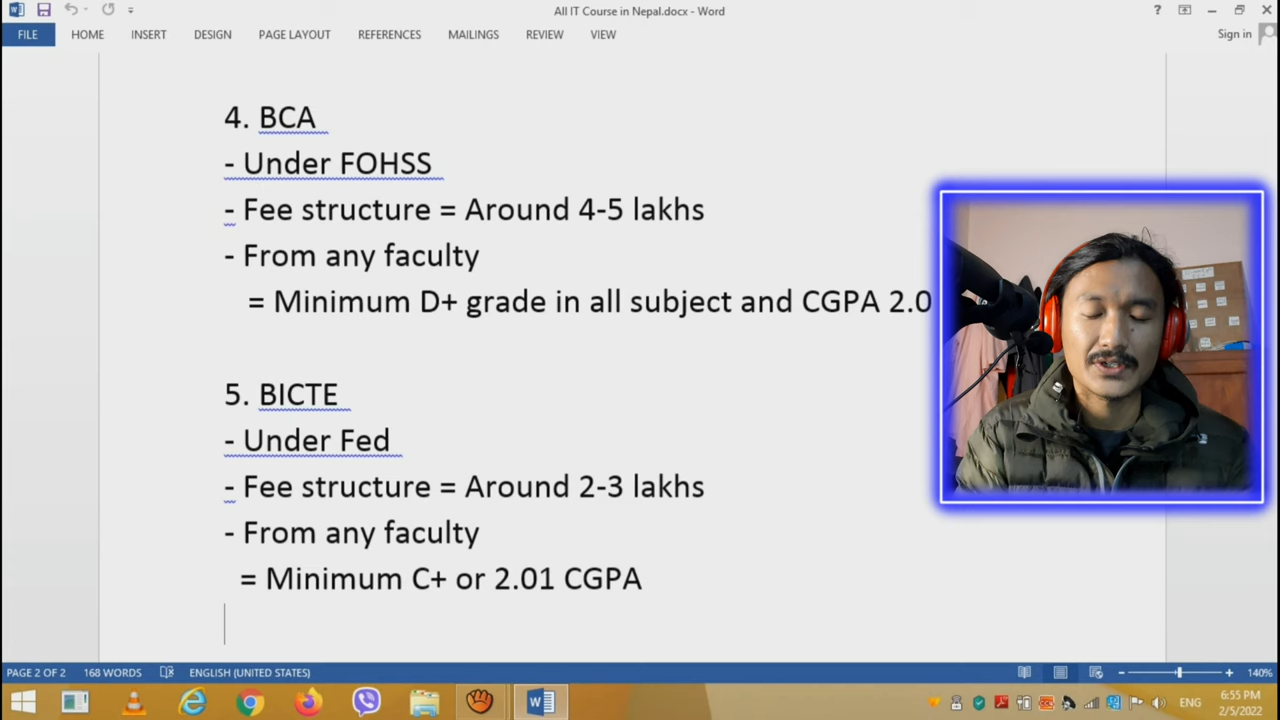 All IT Course in Nepal.docx - Word
?
Sign in
FILE HOME INSERT DESIGN PAGE LAYOUT REFERENCES MAILINGS REVIEW VIEW
4. BCA
- Under FOHSS
- Fee structure = Around 4-5 lakhs
- From any faculty
= Minimum D+ grade in all subject and CGPA 2.0
5. BICTE
- Under Fed
- Fee structure = Around 2-3 lakhs
- From any faculty
= Minimum C+ or 2.01 CGPA
PAGE 2 OF 2 168 WORDS ENGLISH (UNITED STATES) 140%
ENG 6:55 PM
2/5/2022